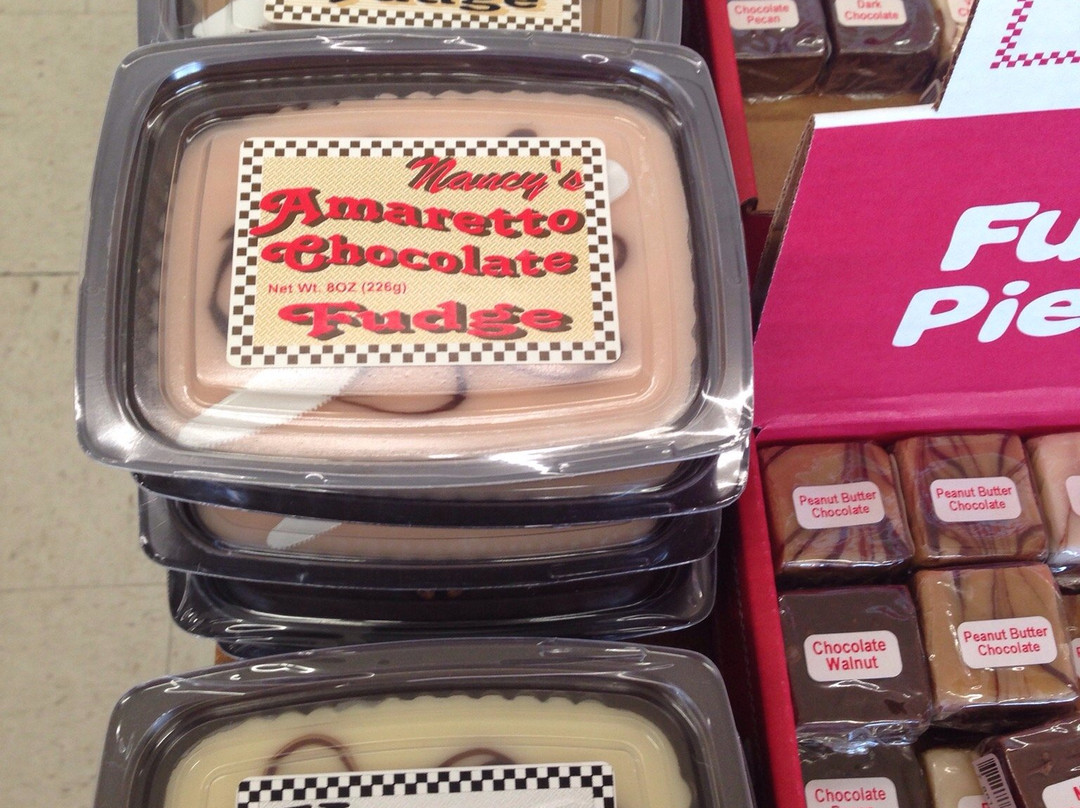 Fudge
Chocolate
Pecan
Dark
Chocolate
Nancy's
Amaretto
Chocolate
Net Wt. 8OZ (226g)
Fudge
Fu
Pie
Peanut Butter
Chocolate
Peanut Butter
Chocolate
Chocolate
Walnut
Peanut Butter
Chocolate
Chocolate